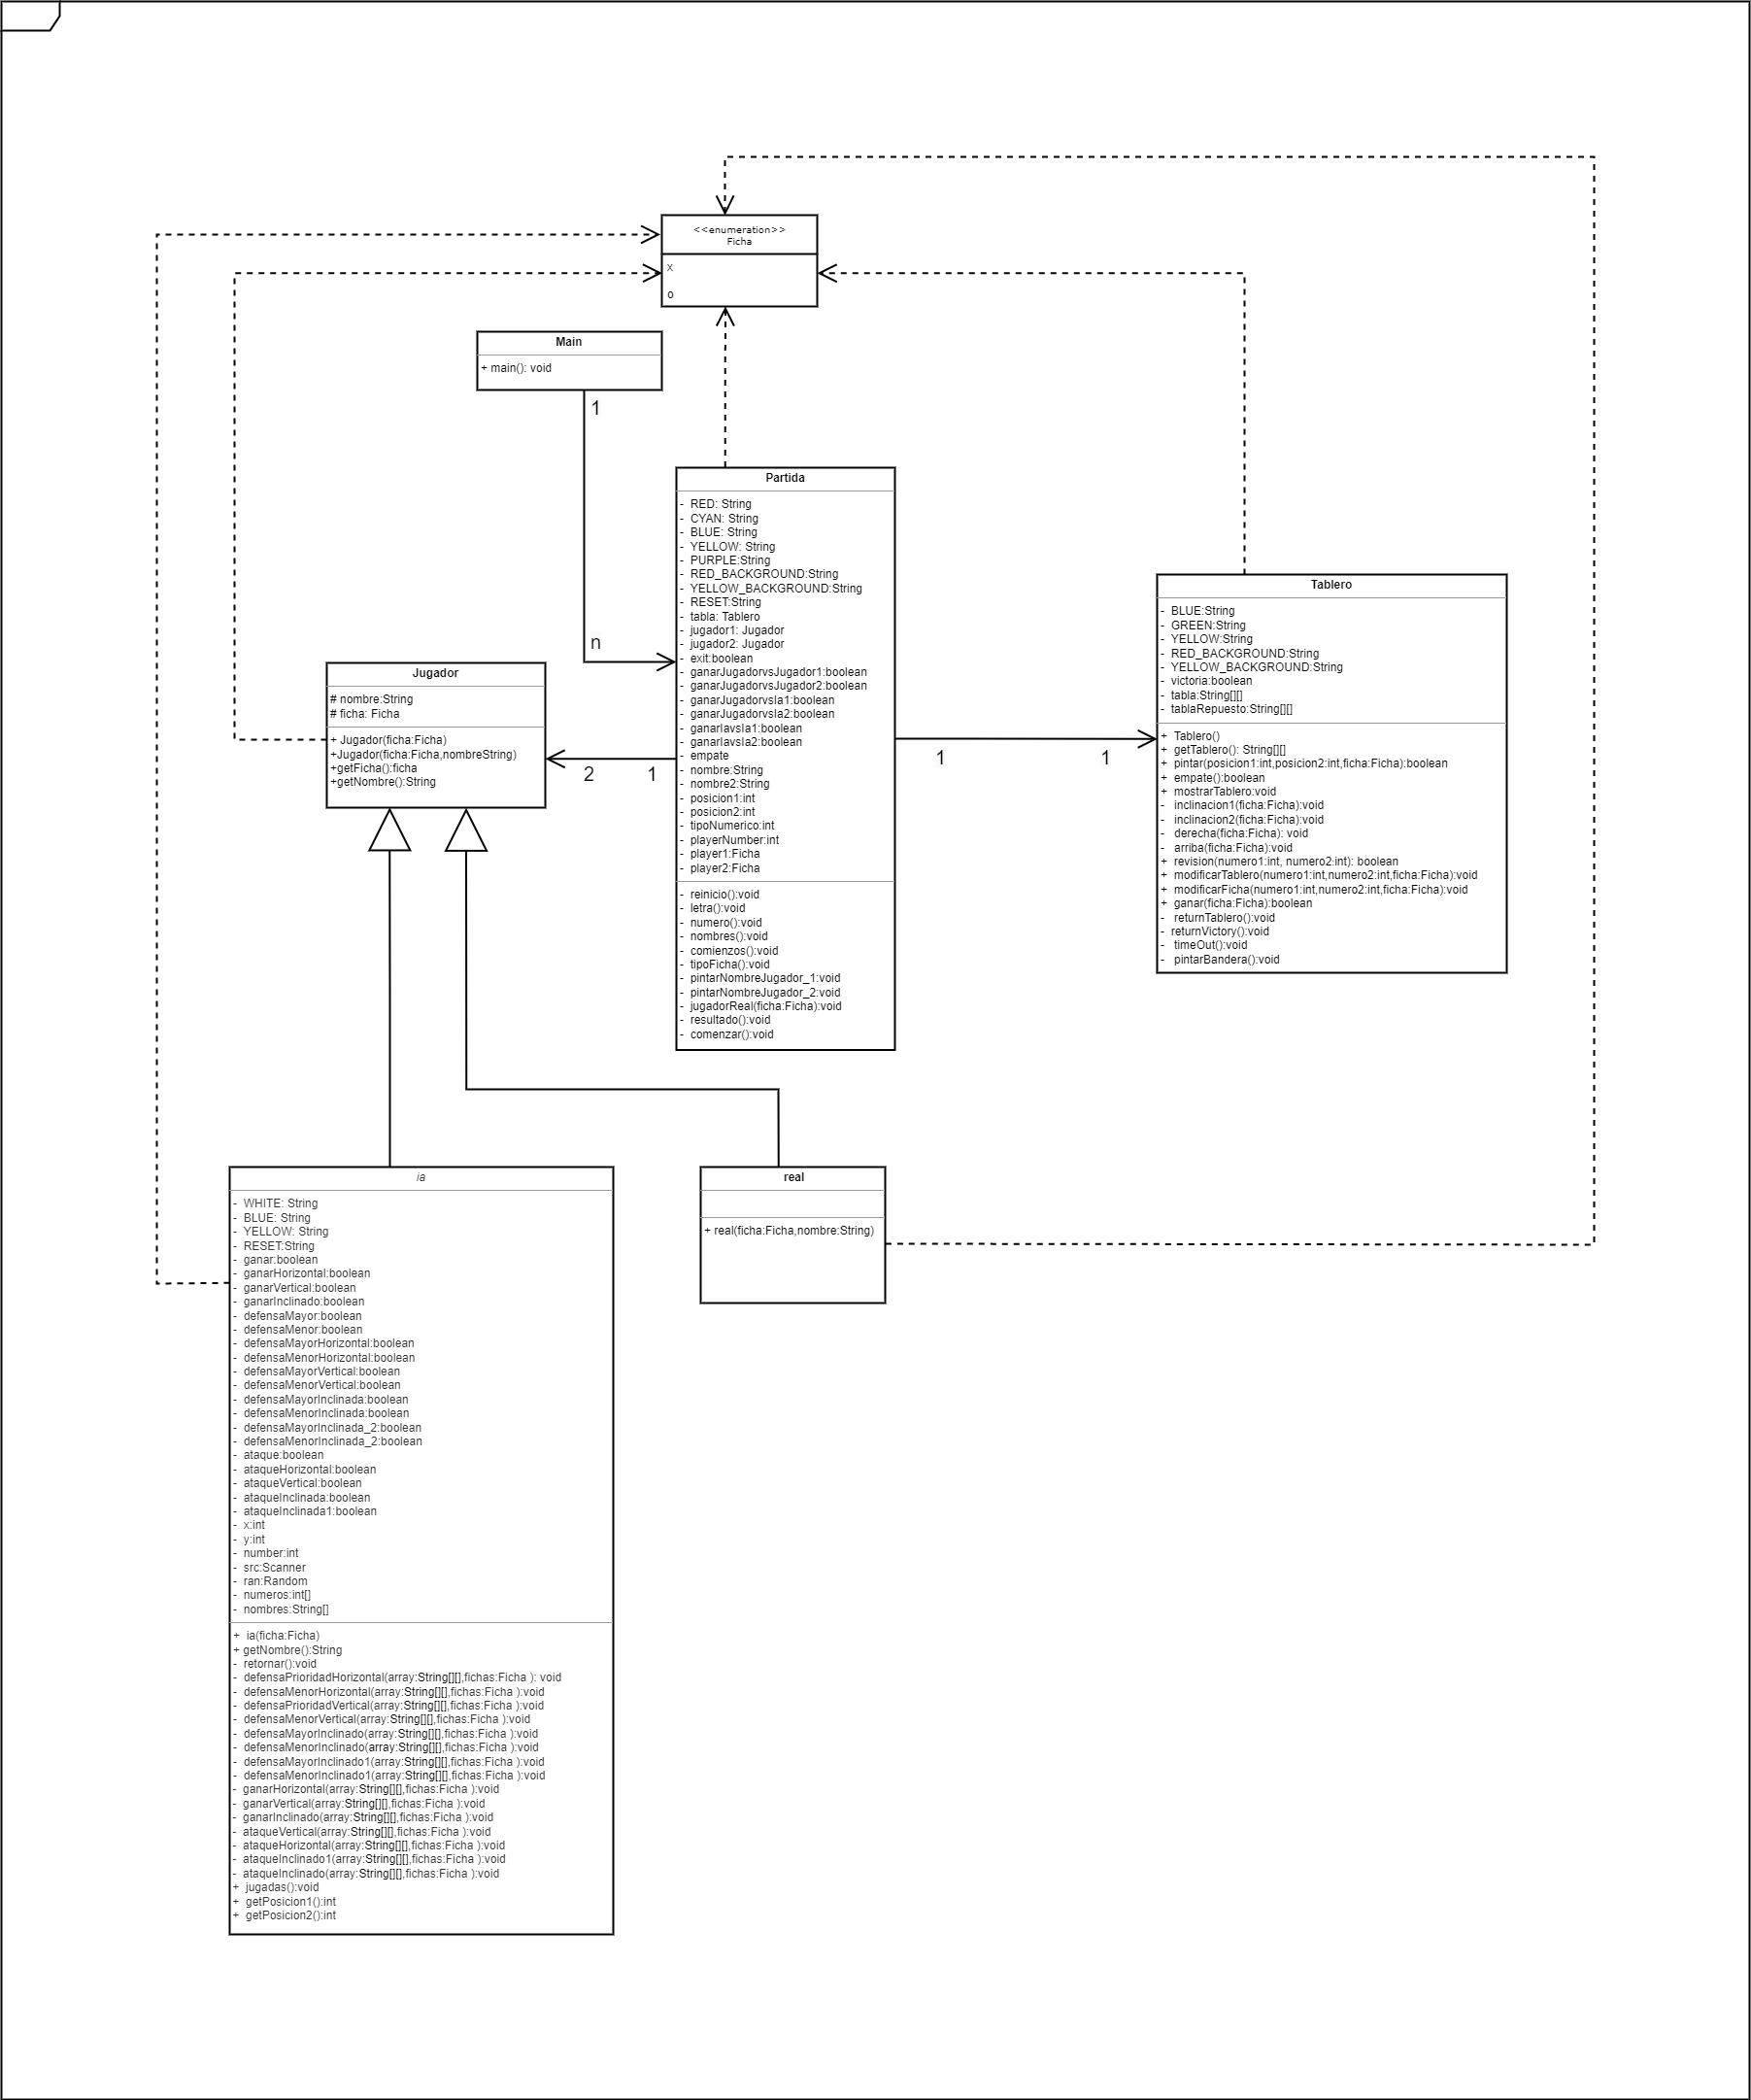 <<enumeration>>
Ficha
x
o
Main
+ main(): void
1
n
Partida
- RED: String
- CYAN: String
- BLUE: String
- YELLOW: String
- PURPLE:String
- RED_BACKGROUND:String
- YELLOW_BACKGROUND:String
- RESET:String
- tabla: Tablero
- jugador1: Jugador
- jugador2: Jugador
- exit:boolean
- ganarJugadorvsJugador1:boolean
- ganarJugadorvsJugador2:boolean
- ganarJugadorvsIa1:boolean
- ganarJugadorvsIa2:boolean
- ganarIavsIa1:boolean
- ganarIavsIa2:boolean
- empate
- nombre:String
- nombre2:String
- posicion1:int
- posicion2:int
- tipoNumerico:int
- playerNumber:int
- player1:Ficha
- player2:Ficha
- reinicio():void
- letra():void
- numero():void
- nombres():void
- comienzos():void
- tipoFicha():void
- pintarNombreJugador_1:void
- pintarNombreJugador_2:void
- jugadorReal(ficha:Ficha):void
- resultado():void
- comenzar():void
Tablero
- BLUE:String
- GREEN:String
- YELLOW:String
- RED_BACKGROUND:String
- YELLOW_BACKGROUND:String
- victoria:boolean
- tabla:String[][]
- tablaRepuesto:String[][]
+ Tablero()
+ getTablero(): String[][]
+ pintar(posicion1:int,posicion2:int,ficha:Ficha):boolean
+ empate():boolean
+ mostrarTablero:void
- inclinacion1(ficha:Ficha):void
- inclinacion2(ficha:Ficha):void
- derecha(ficha:Ficha): void
- arriba(ficha:Ficha):void
+ revision(numero1:int, numero2:int): boolean
+ modificarTablero(numero1:int,numero2:int,ficha:Ficha):void
+ modificarFicha(numero1:int,numero2:int,ficha:Ficha):void
+ ganar(ficha:Ficha):boolean
- returnTablero():void
- returnVictory():void
- timeOut():void
- pintarBandera():void
1
1
Jugador
# nombre:String
# ficha: Ficha
+ Jugador(ficha:Ficha)
+Jugador(ficha:Ficha,nombreString)
+getFicha():ficha
+getNombre():String
2
1
ia
- WHITE: String
- BLUE: String
- YELLOW: String
- RESET:String
- ganar:boolean
- ganarHorizontal:boolean
- ganarVertical:boolean
- ganarInclinado:boolean
- defensaMayor:boolean
- defensaMenor:boolean
- defensaMayorHorizontal:boolean
- defensaMenorHorizontal:boolean
- defensaMayorVertical:boolean
- defensaMenorVertical:boolean
- defensaMayorInclinada:boolean
- defensaMenorInclinada:boolean
- defensaMayorInclinada_2:boolean
- defensaMenorInclinada_2:boolean
- ataque:boolean
- ataqueHorizontal:boolean
- ataqueVertical:boolean
- ataqueInclinada:boolean
- ataqueInclinada1:boolean
- x:int
- y:int
- number:int
- src:Scanner
- ran:Random
- numeros:int[]
- nombres:String[]
+ ia(ficha:Ficha)
+ getNombre():String
- retornar():void
- defensaPrioridadHorizontal(array:String[][],fichas:Ficha ): void
- defensaMenorHorizontal(array:String[][],fichas:Ficha ):void
- defensaPrioridadVertical(array:String[][],fichas:Ficha ):void
- defensaMenorVertical(array:String[][],fichas:Ficha ):void
- defensaMayorInclinado(array:String[][],fichas:Ficha ):void
- defensaMenorInclinado(array:String[][],fichas:Ficha ):void
- defensaMayorInclinado1(array:String[][],fichas:Ficha ):void
- defensaMenorInclinado1(array:String[][],fichas:Ficha ):void
- ganarHorizontal(array:String[][],fichas:Ficha ):void
- ganarVertical(array:String[][],fichas:Ficha ):void
- ganarInclinado(array:String[][],fichas:Ficha ):void
- ataqueVertical(array:String[][],fichas:Ficha ):void
- ataqueHorizontal(array:String[][],fichas:Ficha ):void
- ataqueInclinado1(array:String[][],fichas:Ficha ):void
- ataqueInclinado(array:String[][],fichas:Ficha ):void
+ jugadas():void
+ getPosicion1():int
+ getPosicion2():int
real
+ real(ficha:Ficha,nombre:String)